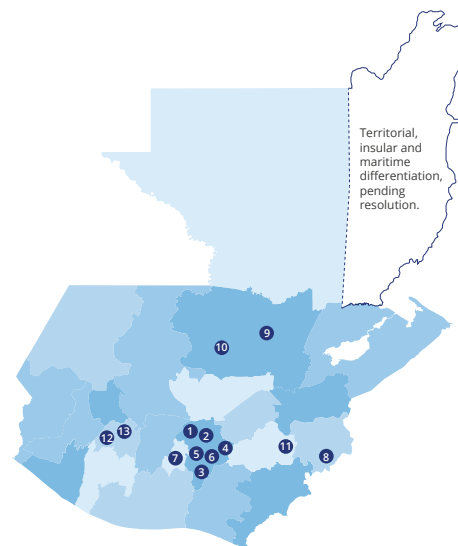 Territorial,
insular and
maritime
differentiation,
pending
resolution.
9
10
1
13
12
2
4
11
5
6
7
8
3